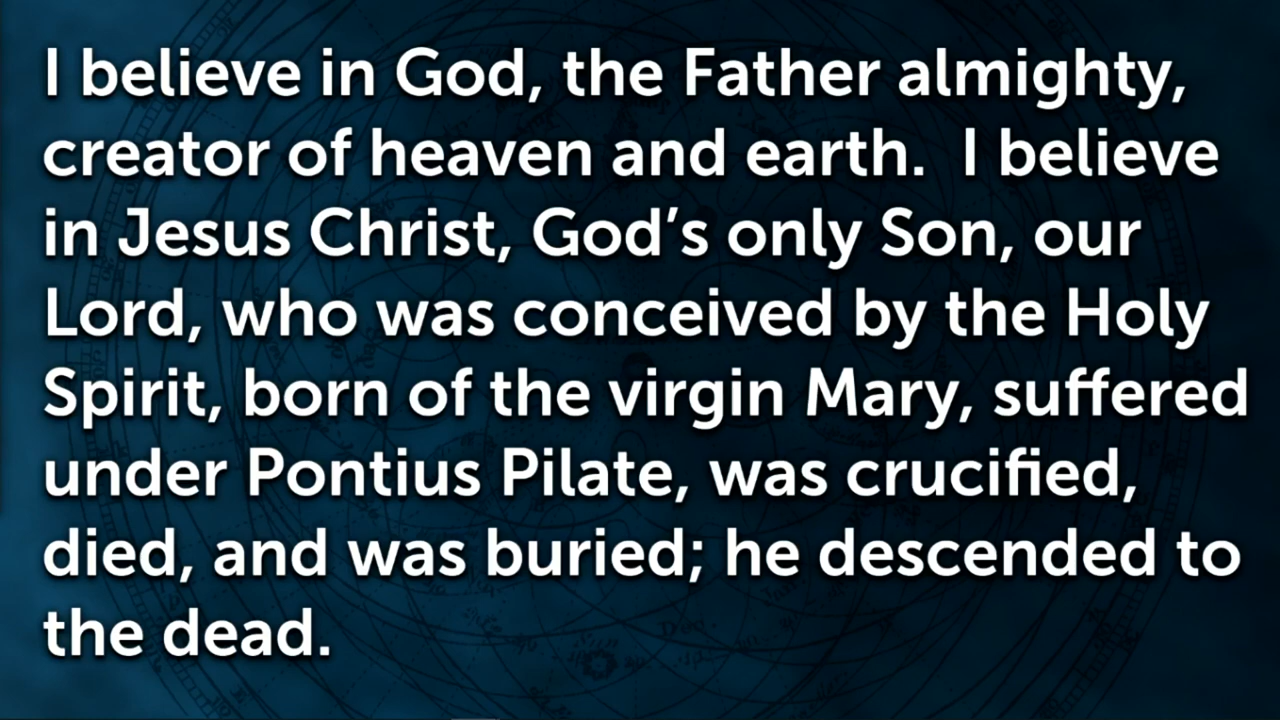 I believe in God, the Father almighty,
creator of heaven and earth.  I believe
in Jesus Christ, God’s only Son, our
Lord, who was conceived by the Holy
Spirit, born of the virgin Mary, suffered
under Pontius Pilate, was crucified,
died, and was buried; he descended to
the dead.